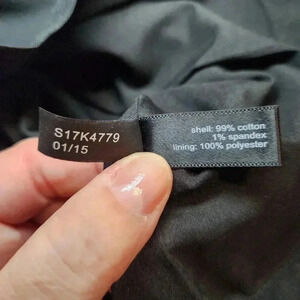 S17K4779
01/15
shell: 99% cotton
1% spandex
lining: 100% polyester